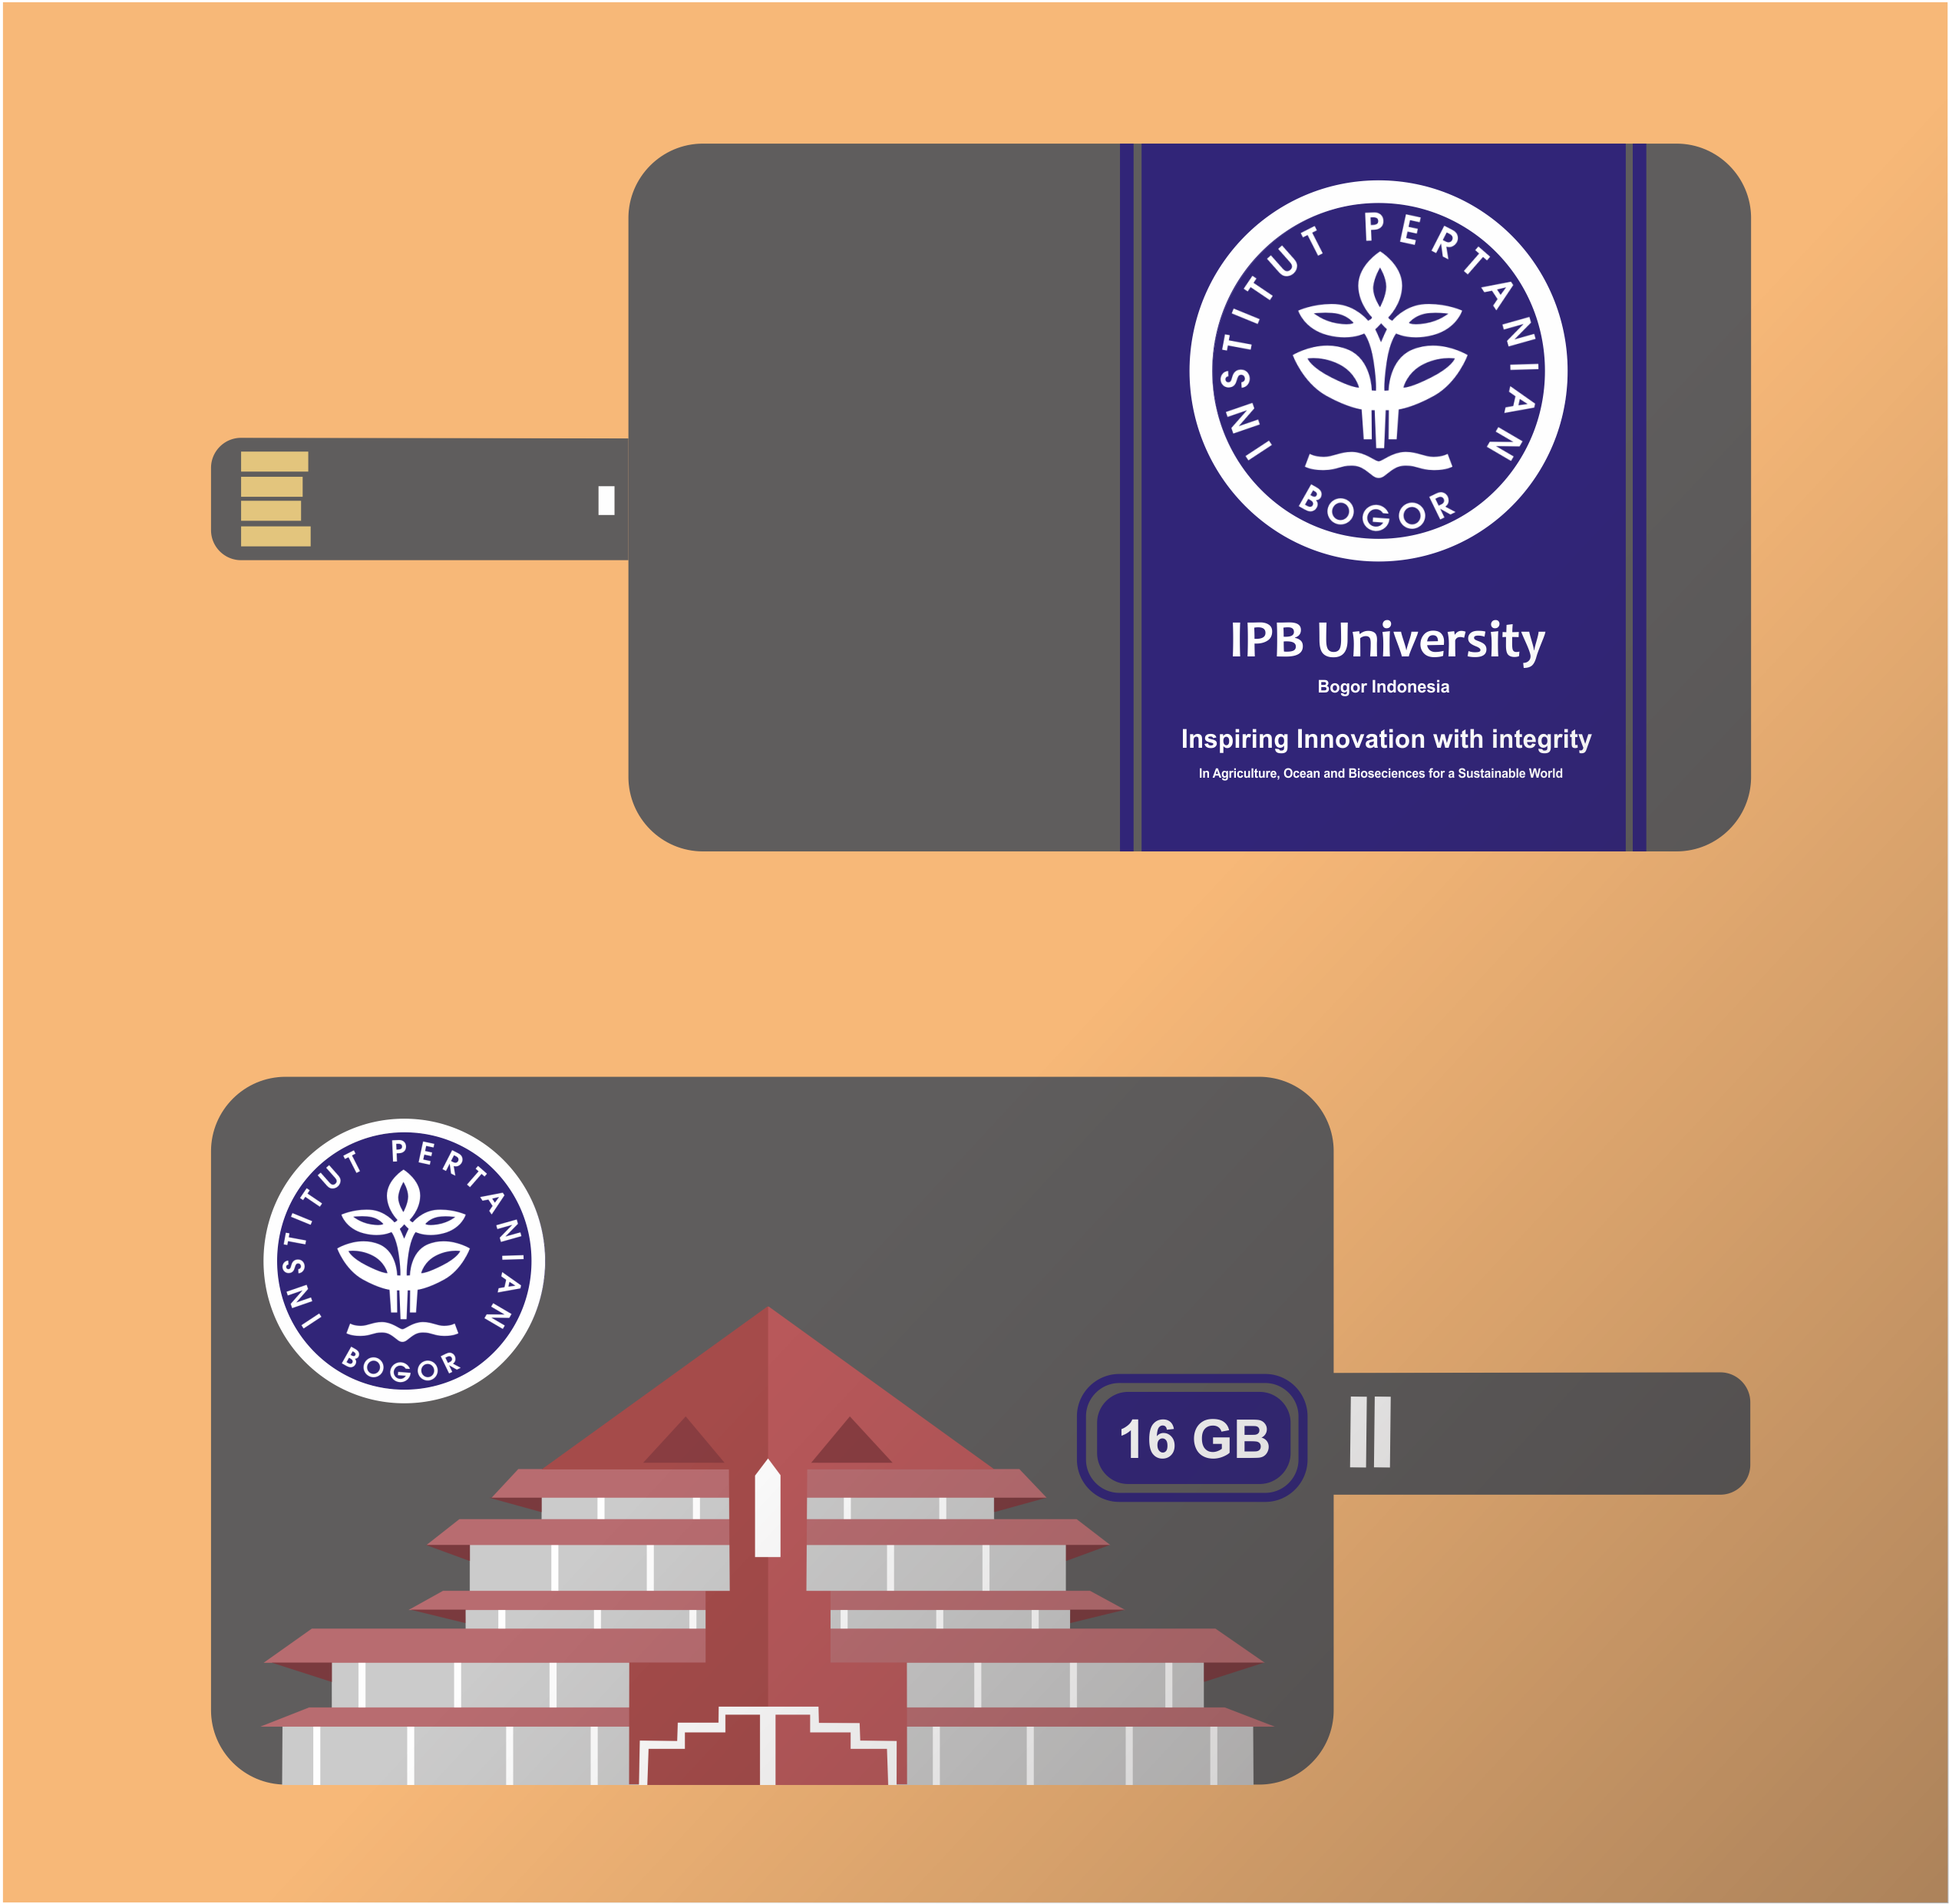 INSTITUT PERTANIAN
BOGOR
IPB University
Bogor Indonesia
Inspiring Innovation with integrity
In Agriculture, Ocean and Bioseciences for a Sustainable World
INSTITUT PERTANIAN
BOGOR
16 GB